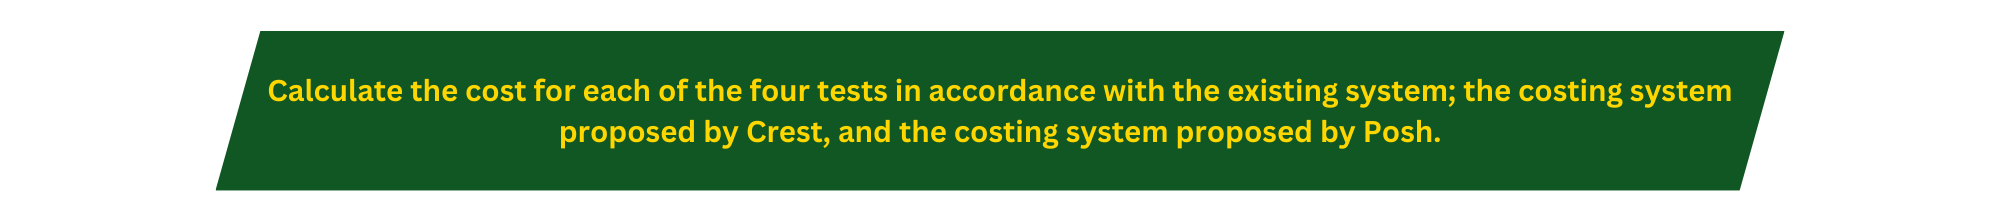 Calculate the cost for each of the four tests in accordance with the existing system; the costing system
proposed by Crest, and the costing system proposed by Posh.